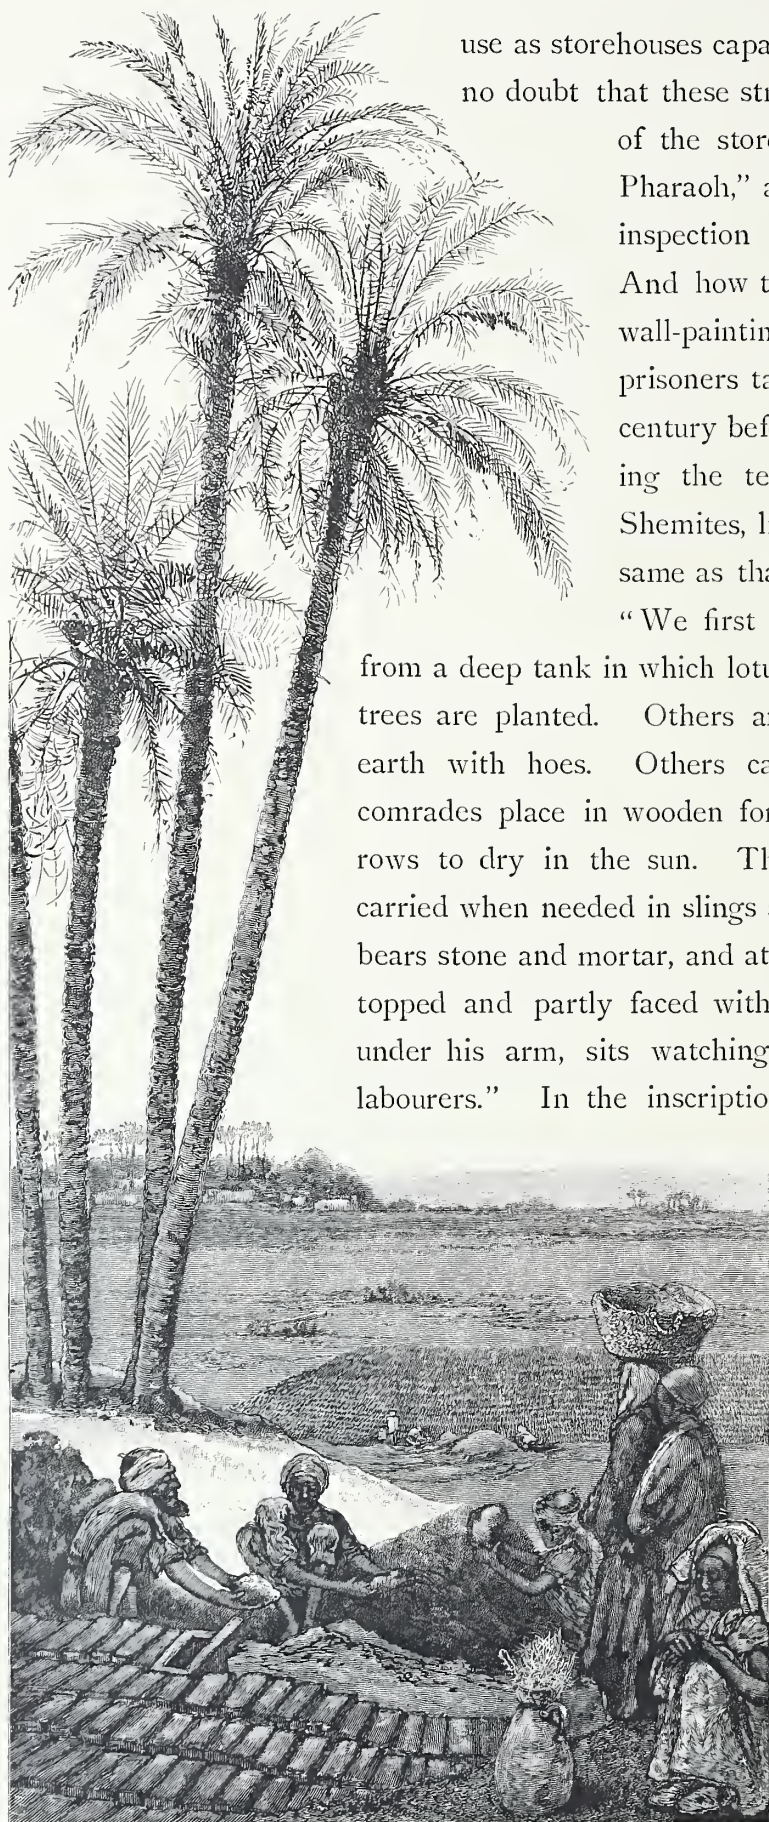 use as storehouses capa
no doubt that these str
of the stor
Pharaoh,” a
inspection
And how t
wall-paintin
prisoners ta
century bef
ing the te
Shemites, li
same as tha
“We first
from a deep tank in which lotu
trees are planted. Others a
earth with hoes. Others ca
comrades place in wooden for
rows to dry in the sun. Th
carried when needed in slings
bears stone and mortar, and at
topped and partly faced with
under his arm, sits watching
labourers.” In the inscriptio